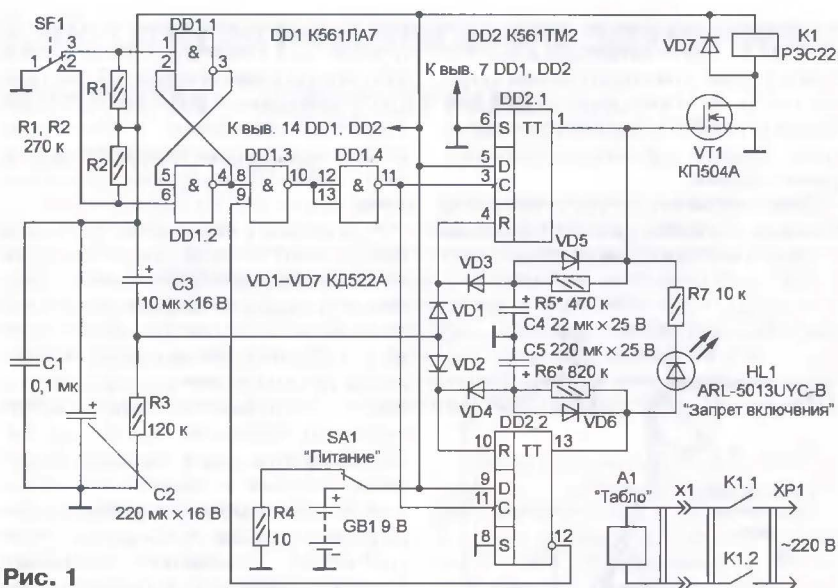 SF1
3
1
2
R1
R1, R2
270 к
R2
DD1.1
1
2
&
3
DD1 К561ЛА7
DD2 К561ТМ2
VD7
K1
РЭС22
К выв. 7 DD1, DD2
К выв. 14 DD1, DD2
DD2.1
6 S TT 1
5 D
3 C
4 R
VT1
КП504А
5
6
&
4
DD1.2
DD1.3
8
9
&
10
DD1.4
12
13
&
11
C3
10 мк×16 В
VD1–VD7 КД522А
VD3
VD5
R5* 470 к
VD1
C4 22 мк×25 В
C5 220 мк×25 В
VD2
R6* 820 к
VD4
VD6
R7 10 к
HL1
ARL-5013UYC-B
"Запрет включения"
C1
0,1 мк
R3
120 к
C2
220 мк×16 В
SA1
"Питание"
R4
10
GB1 9 В
DD2.2
10 R TT 13
9 D
11 C
8 S 12
A1
"Табло"
X1
K1.1
XP1
~220 В
K1.2
Рис. 1